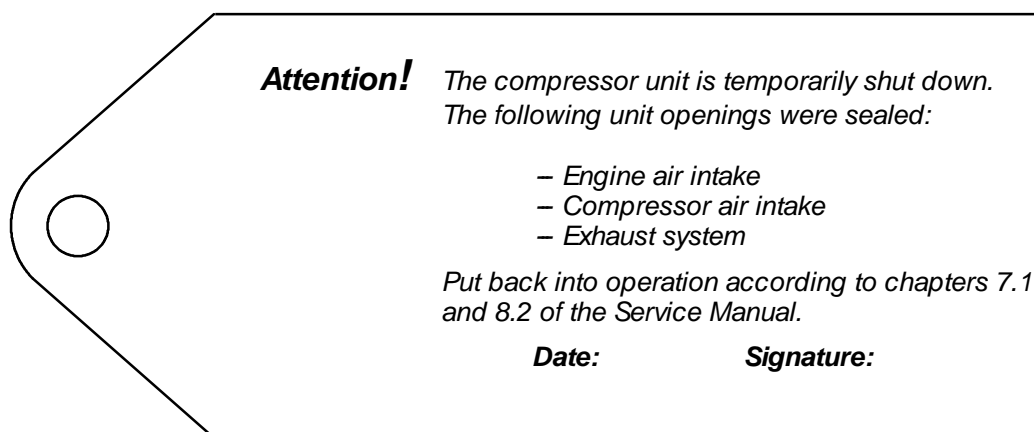 Attention! The compressor unit is temporarily shut down.
The following unit openings were sealed:
– Engine air intake
– Compressor air intake
– Exhaust system
Put back into operation according to chapters 7.1
and 8.2 of the Service Manual.
Date: Signature: